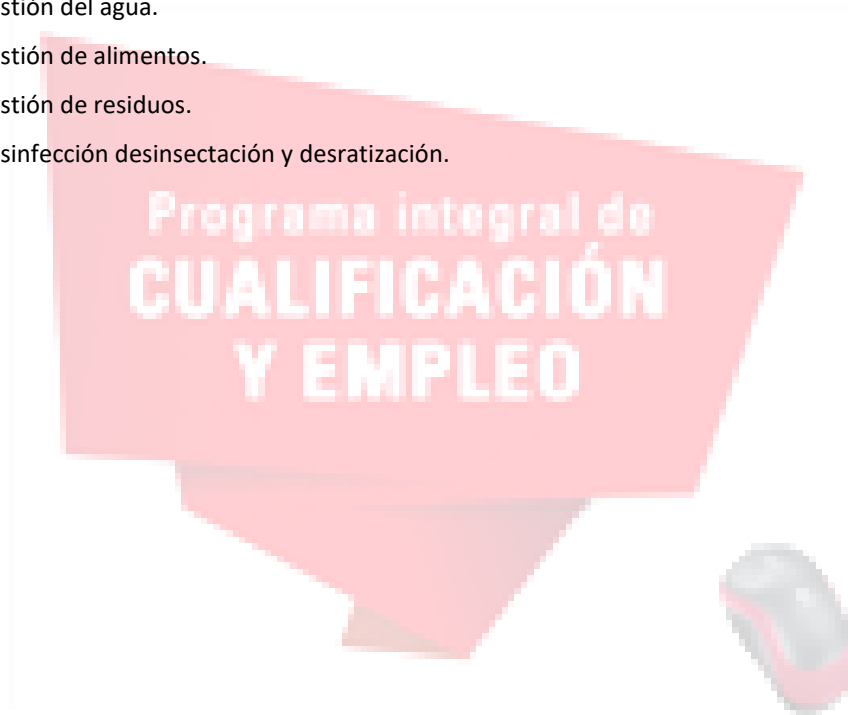 stión del agua.
stión de alimentos.
stión de residuos.
sinfección desinsectación y desratización.
Programa integral de
CUALIFICACIÓN
Y EMPLEO